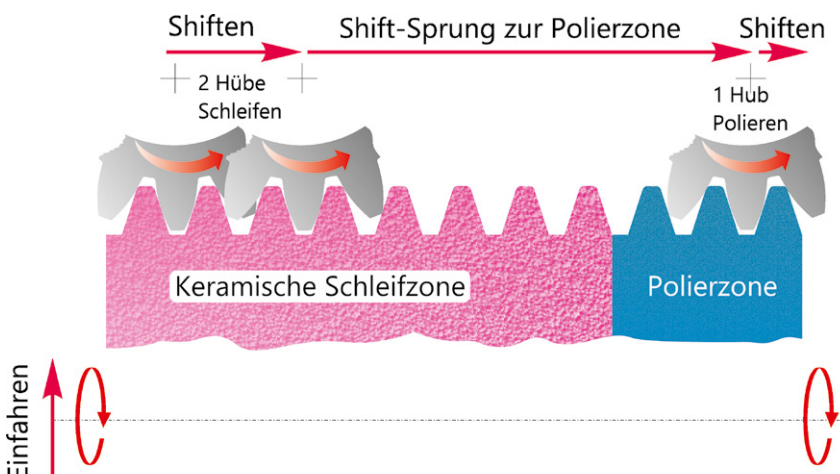 Shiften
Shift-Sprung zur Polierzone
Shiften
2 Hübe
Schleifen
1 Hub
Polieren
Keramische Schleifzone
Polierzone
Einfahren